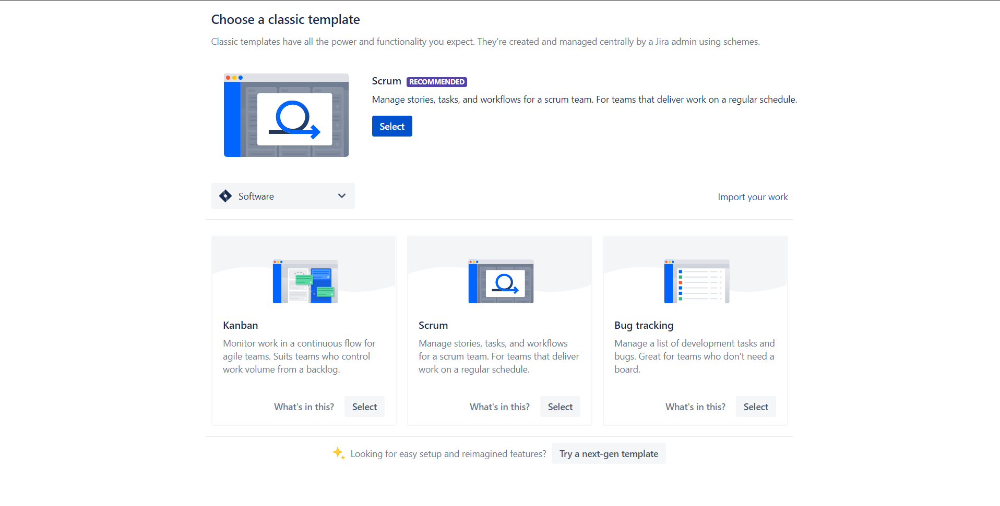 Choose a classic template
Classic templates have all the power and functionality you expect. They're created and managed centrally by a Jira admin using schemes.
Scrum RECOMMENDED
Manage stories, tasks, and workflows for a scrum team. For teams that deliver work on a regular schedule.
Select
Software
Import your work
Kanban
Monitor work in a continuous flow for
agile teams. Suits teams who control
work volume from a backlog.
What's in this? Select
Scrum
Manage stories, tasks, and workflows
for a scrum team. For teams that deliver
work on a regular schedule.
What's in this? Select
Bug tracking
Manage a list of development tasks and
bugs. Great for teams who don't need a
board.
What's in this? Select
Looking for easy setup and reimagined features? Try a next-gen template